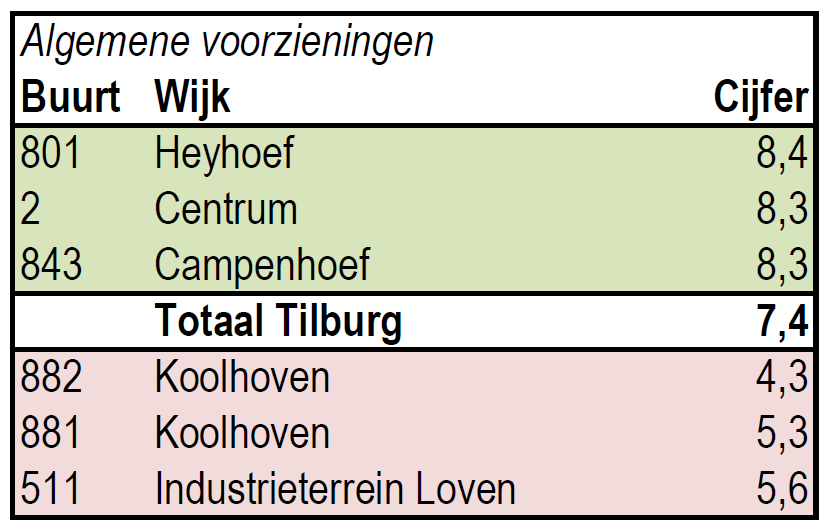 Algemene voorzieningen
Buurt Wijk Cijfer
801 Heyhoef 8,4
2 Centrum 8,3
843 Campenhoef 8,3
Totaal Tilburg 7,4
882 Koolhoven 4,3
881 Koolhoven 5,3
511 Industrieterrein Loven 5,6